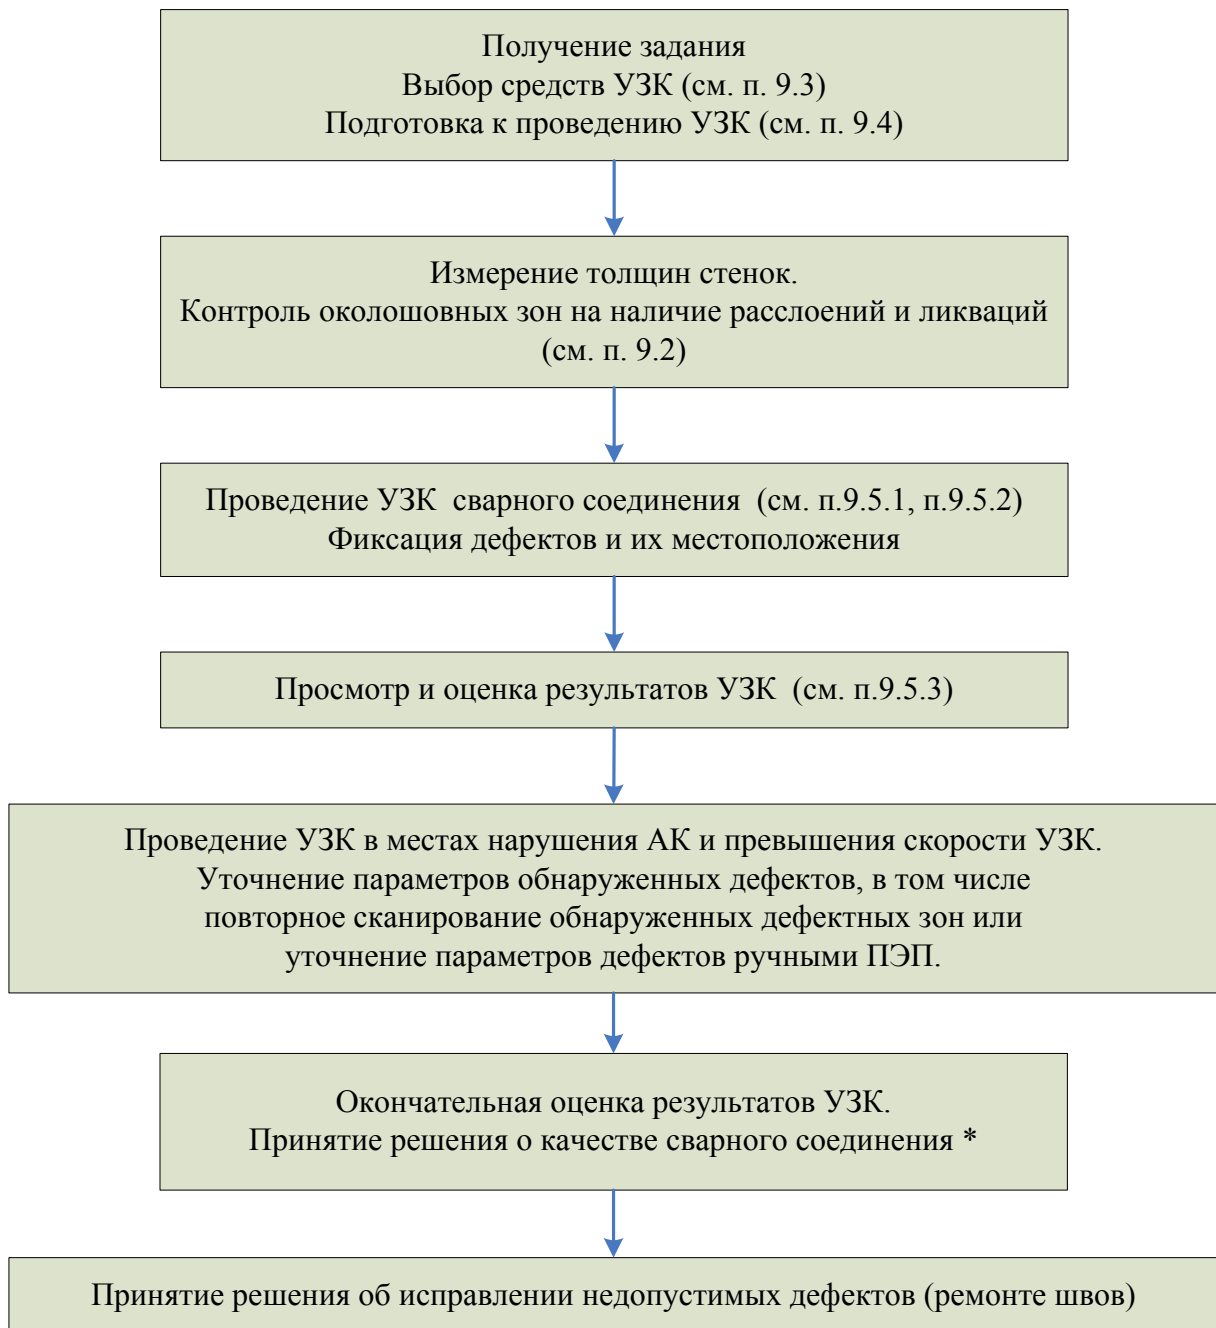 Получение задания
Выбор средств УЗК (см. п. 9.3)
Подготовка к проведению УЗК (см. п. 9.4)
Измерение толщин стенок.
Контроль околошовных зон на наличие расслоений и ликваций
(см. п. 9.2)
Проведение УЗК  сварного соединения  (см. п.9.5.1, п.9.5.2)
Фиксация дефектов и их местоположения
Просмотр и оценка результатов УЗК  (см. п.9.5.3)
Проведение УЗК в местах нарушения АК и превышения скорости УЗК.
Уточнение параметров обнаруженных дефектов, в том числе
повторное сканирование обнаруженных дефектных зон или
уточнение параметров дефектов ручными ПЭП.
Окончательная оценка результатов УЗК.
Принятие решения о качестве сварного соединения *
Принятие решения об исправлении недопустимых дефектов (ремонте швов)